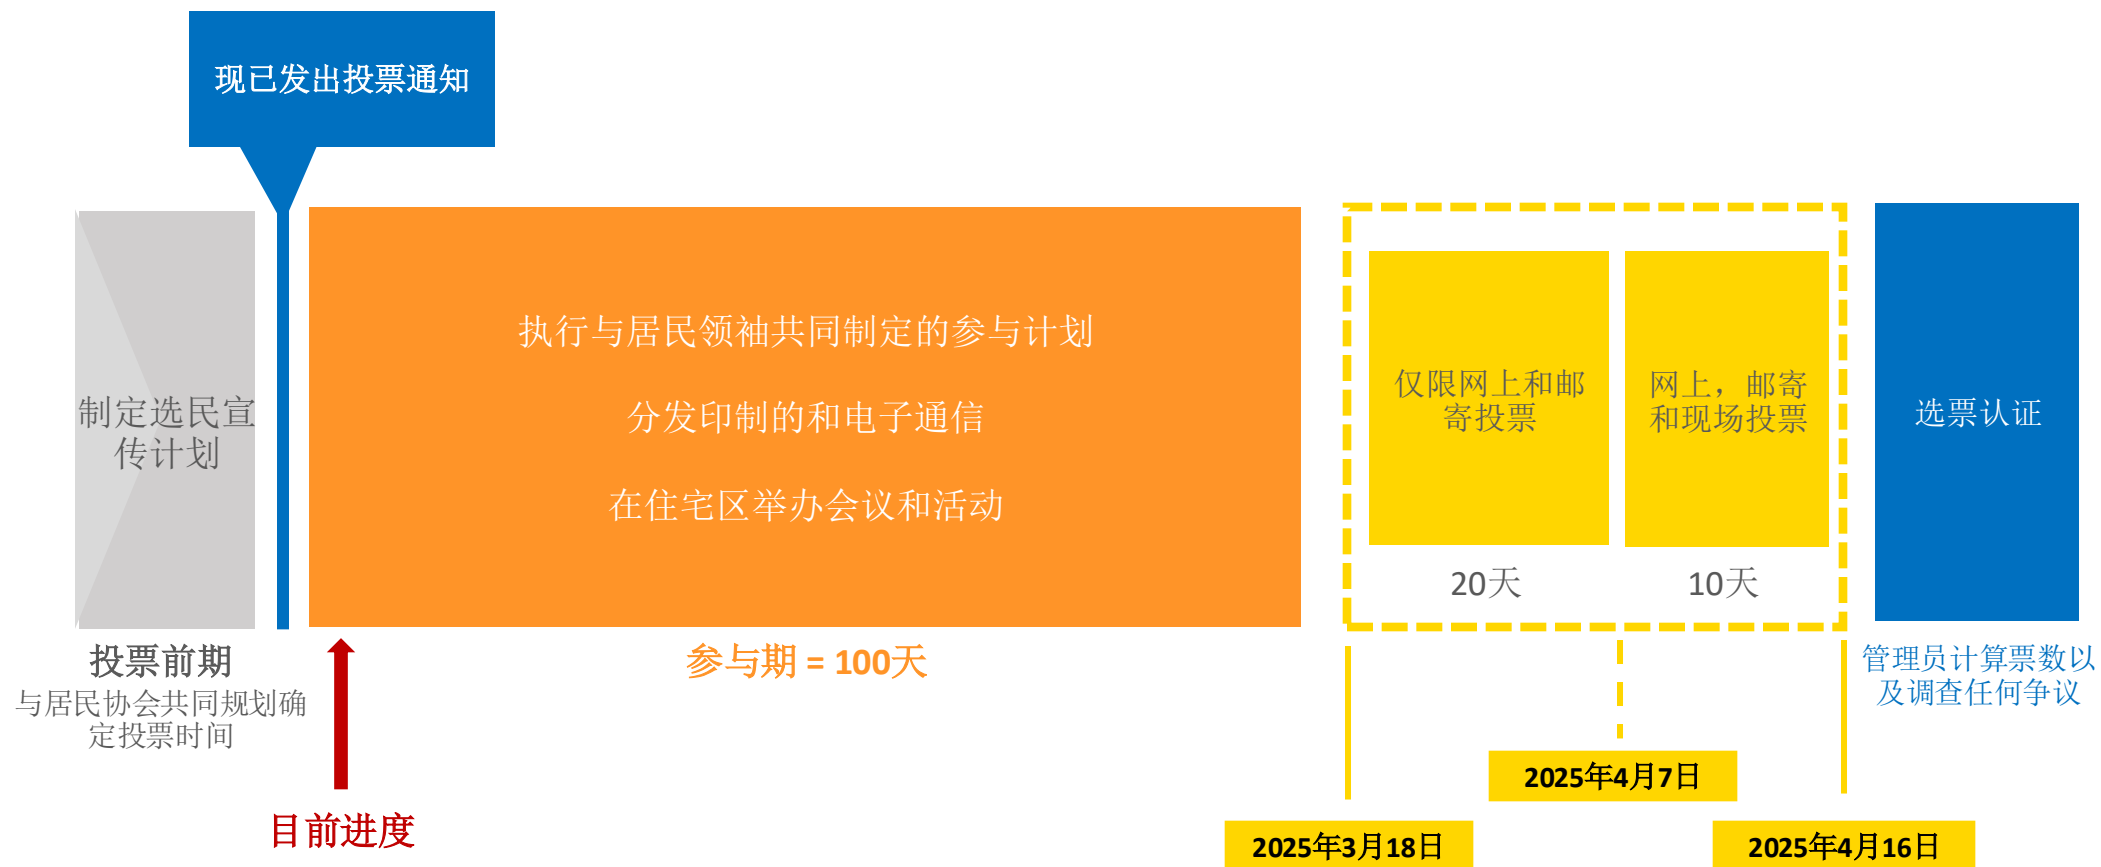 现已发出投票通知
制定选民宣
传计划
投票前期
与居民协会共同规划确
定投票时间
目前进度
执行与居民领袖共同制定的参与计划
分发印制的和电子通信
在住宅区举办会议和活动
参与期 = 100天
仅限网上和邮
寄投票
20天
网上，邮寄
和现场投票
10天
2025年3月18日
2025年4月7日
2025年4月16日
选票认证
管理员计算票数以
及调查任何争议